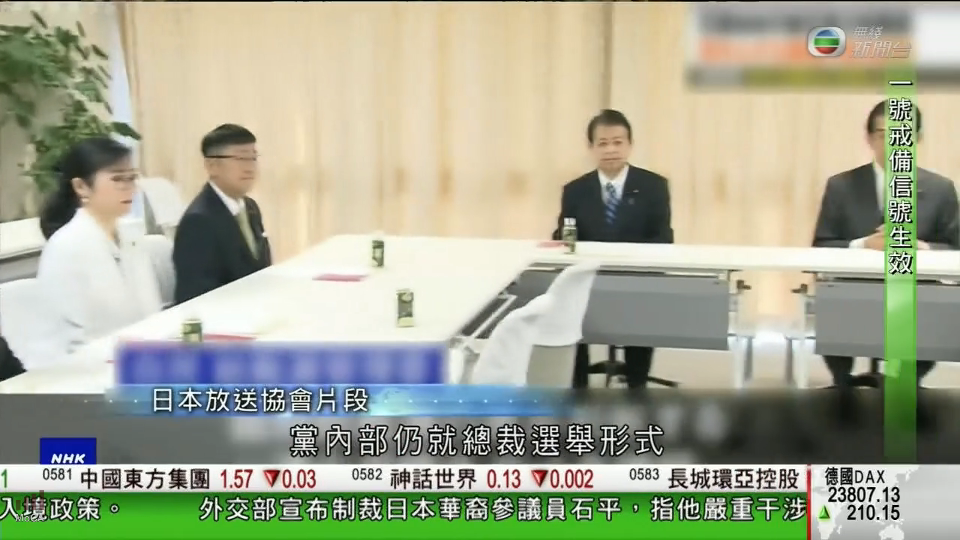 無綫
新聞台
一號戒備信號生效
日本放送協會片段
黨內部仍就總裁選舉形式
NHK
1 0581 中國東方集團 1.57 ▼0.03 0582 神話世界 0.13 ▼0.002 0583 長城環亞控股
入境政策。 外交部宣布制裁日本華裔參議員石平，指他嚴重干涉
德國DAX
23807.13
▲ 210.15